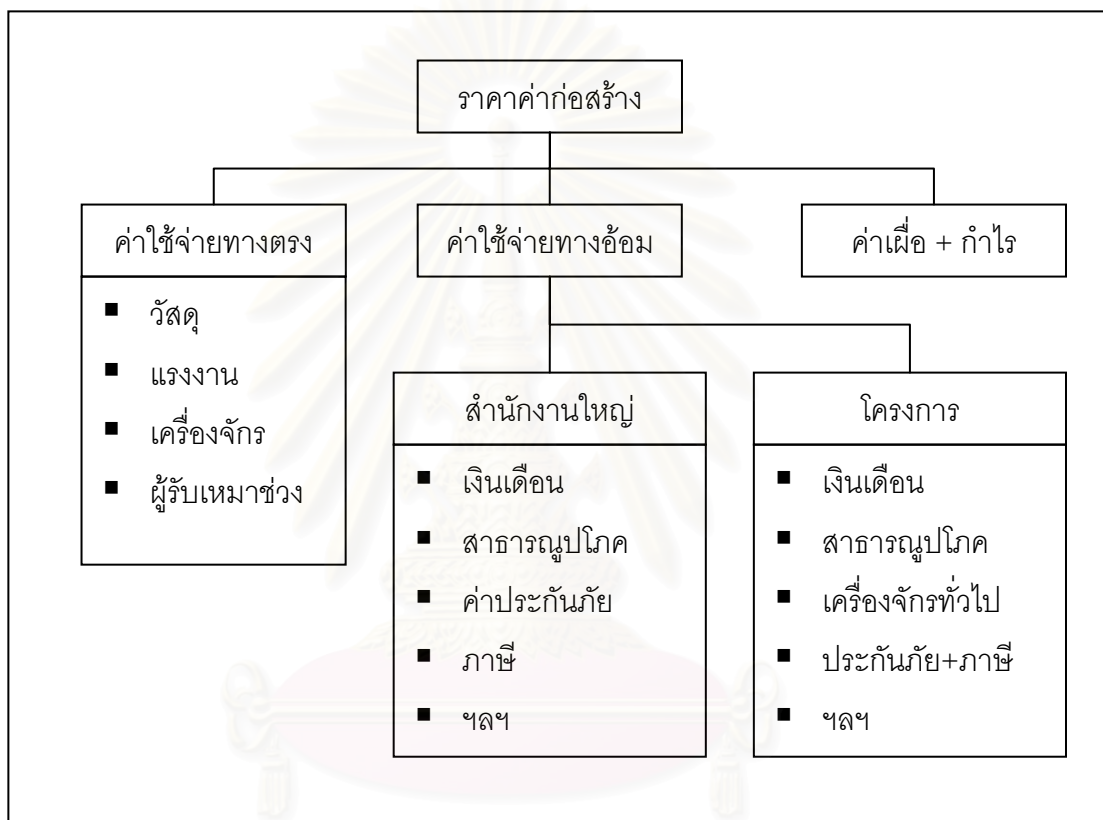 ราคาค่าก่อสร้าง
ค่าใช้จ่ายทางตรง
วัสดุ
แรงงาน
เครื่องจักร
ผู้รับเหมาช่วง
ค่าใช้จ่ายทางอ้อม
สำนักงานใหญ่
เงินเดือน
สาธารณูปโภค
ค่าประกันภัย
ภาษี
ฯลฯ
โครงการ
เงินเดือน
สาธารณูปโภค
เครื่องจักรทั่วไป
ประกันภัย+ภาษี
ฯลฯ
ค่าเผื่อ + กำไร